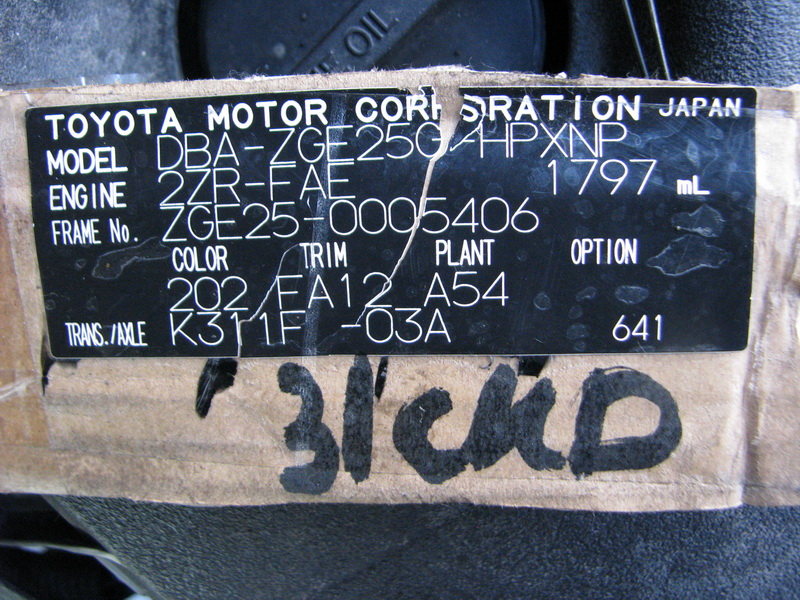 OIL
TOYOTA MOTOR CORPORATION JAPAN
MODEL DBA-ZGE25G-HPXNP
ENGINE 2ZR-FAE 1797 mL
FRAME No. ZGE25-0005406
COLOR TRIM PLANT OPTION
202 FA12 A54
TRANS./AXLE K311F -03A 641